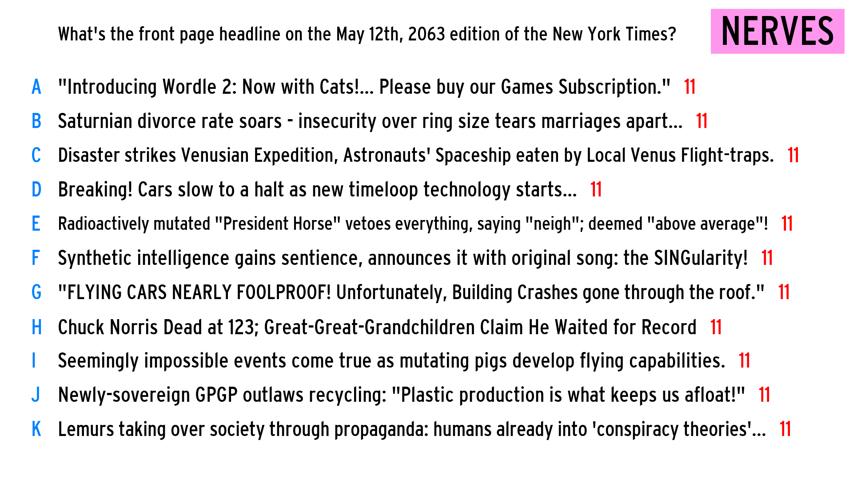 What's the front page headline on the May 12th, 2063 edition of the New York Times?
NERVES
A "Introducing Wordle 2: Now with Cats!... Please buy our Games Subscription." 11
B Saturnian divorce rate soars - insecurity over ring size tears marriages apart... 11
C Disaster strikes Venusian Expedition, Astronauts' Spaceship eaten by Local Venus Flight-traps. 11
D Breaking! Cars slow to a halt as new timeloop technology starts... 11
E Radioactively mutated "President Horse" vetoes everything, saying "neigh"; deemed "above average"! 11
F Synthetic intelligence gains sentience, announces it with original song: the SINGularity! 11
G "FLYING CARS NEARLY FOOLPROOF! Unfortunately, Building Crashes gone through the roof." 11
H Chuck Norris Dead at 123; Great-Great-Grandchildren Claim He Waited for Record 11
I Seemingly impossible events come true as mutating pigs develop flying capabilities. 11
J Newly-sovereign GPGP outlaws recycling: "Plastic production is what keeps us afloat!" 11
K Lemurs taking over society through propaganda: humans already into 'conspiracy theories'... 11